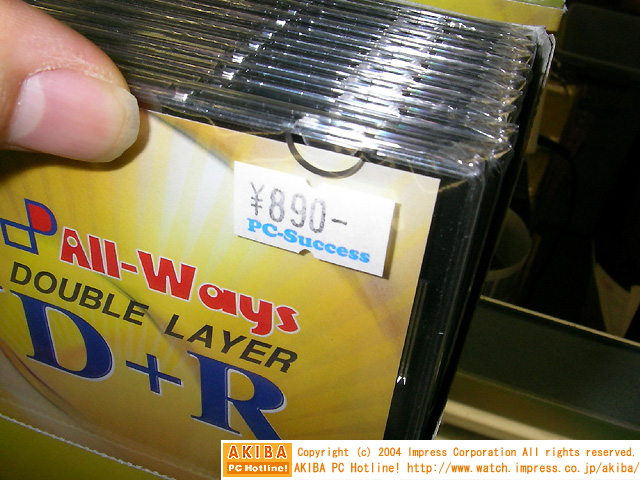 ¥890-
PC-Success
All-Ways
DOUBLE LAYER
D+R
AKIBA
PC Hotline!
Copyright (c) 2004 Impress Corporation All rights reserved.
AKIBA PC Hotline! http://www.watch.impress.co.jp/akiba/